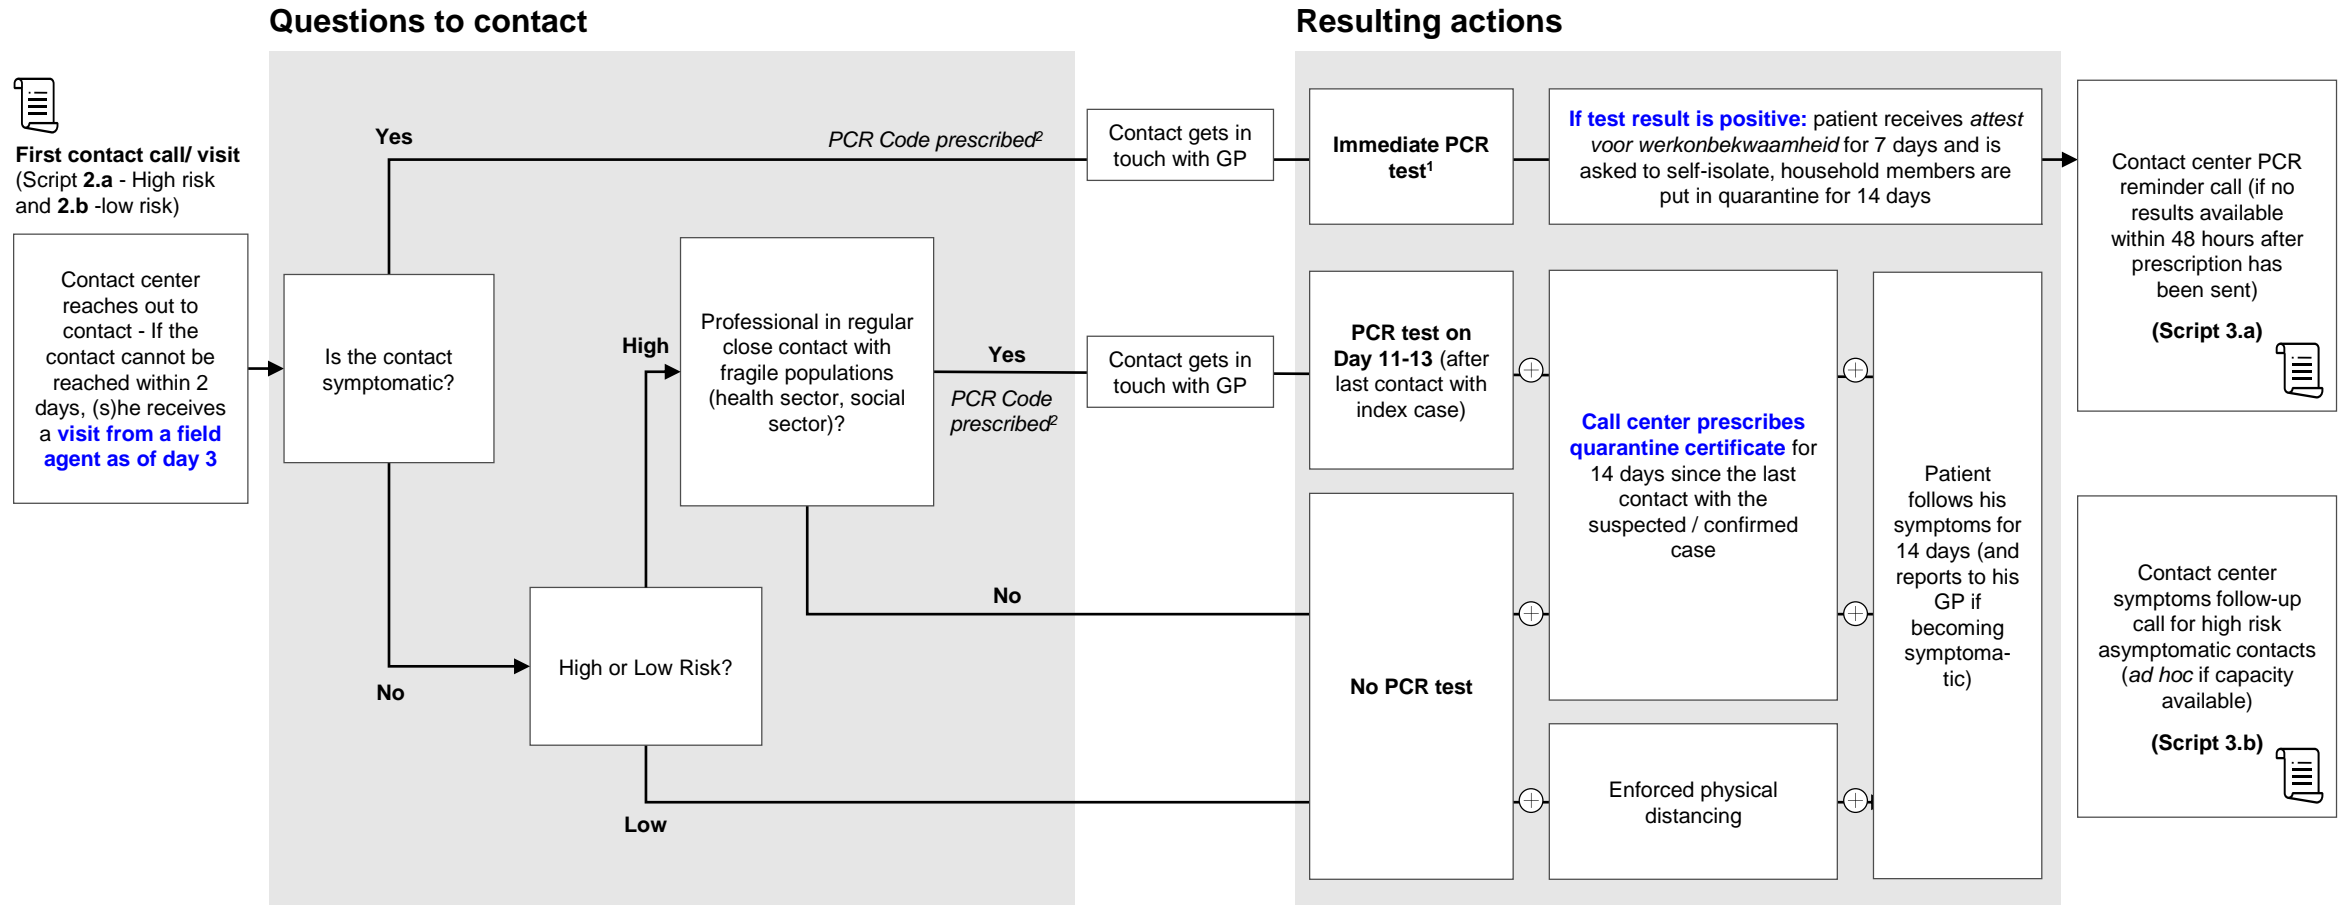 Questions to contact
Resulting actions
First contact call/ visit
(Script 2.a - High risk
and 2.b -low risk)
Contact center
reaches out to
contact - If the
contact cannot be
reached within 2
days, (s)he receives
a visit from a field
agent as of day 3
Is the contact
symptomatic?
Yes
No
High or Low Risk?
High
Low
Professional in regular
close contact with
fragile populations
(health sector, social
sector)?
PCR Code prescribed²
Yes
PCR Code
prescribed²
No
Contact gets in
touch with GP
Contact gets in
touch with GP
Immediate PCR
test¹
If test result is positive: patient receives attest
voor werkonbekwaamheid for 7 days and is
asked to self-isolate, household members are
put in quarantine for 14 days
PCR test on
Day 11-13 (after
last contact with
index case)
Call center prescribes
quarantine certificate for
14 days since the last
contact with the
suspected / confirmed
case
No PCR test
Enforced physical
distancing
Patient
follows his
symptoms for
14 days (and
reports to his
GP if
becoming
symptoma-
tic)
Contact center PCR
reminder call (if no
results available
within 48 hours after
prescription has
been sent)
(Script 3.a)
Contact center
symptoms follow-up
call for high risk
asymptomatic contacts
(ad hoc if capacity
available)
(Script 3.b)